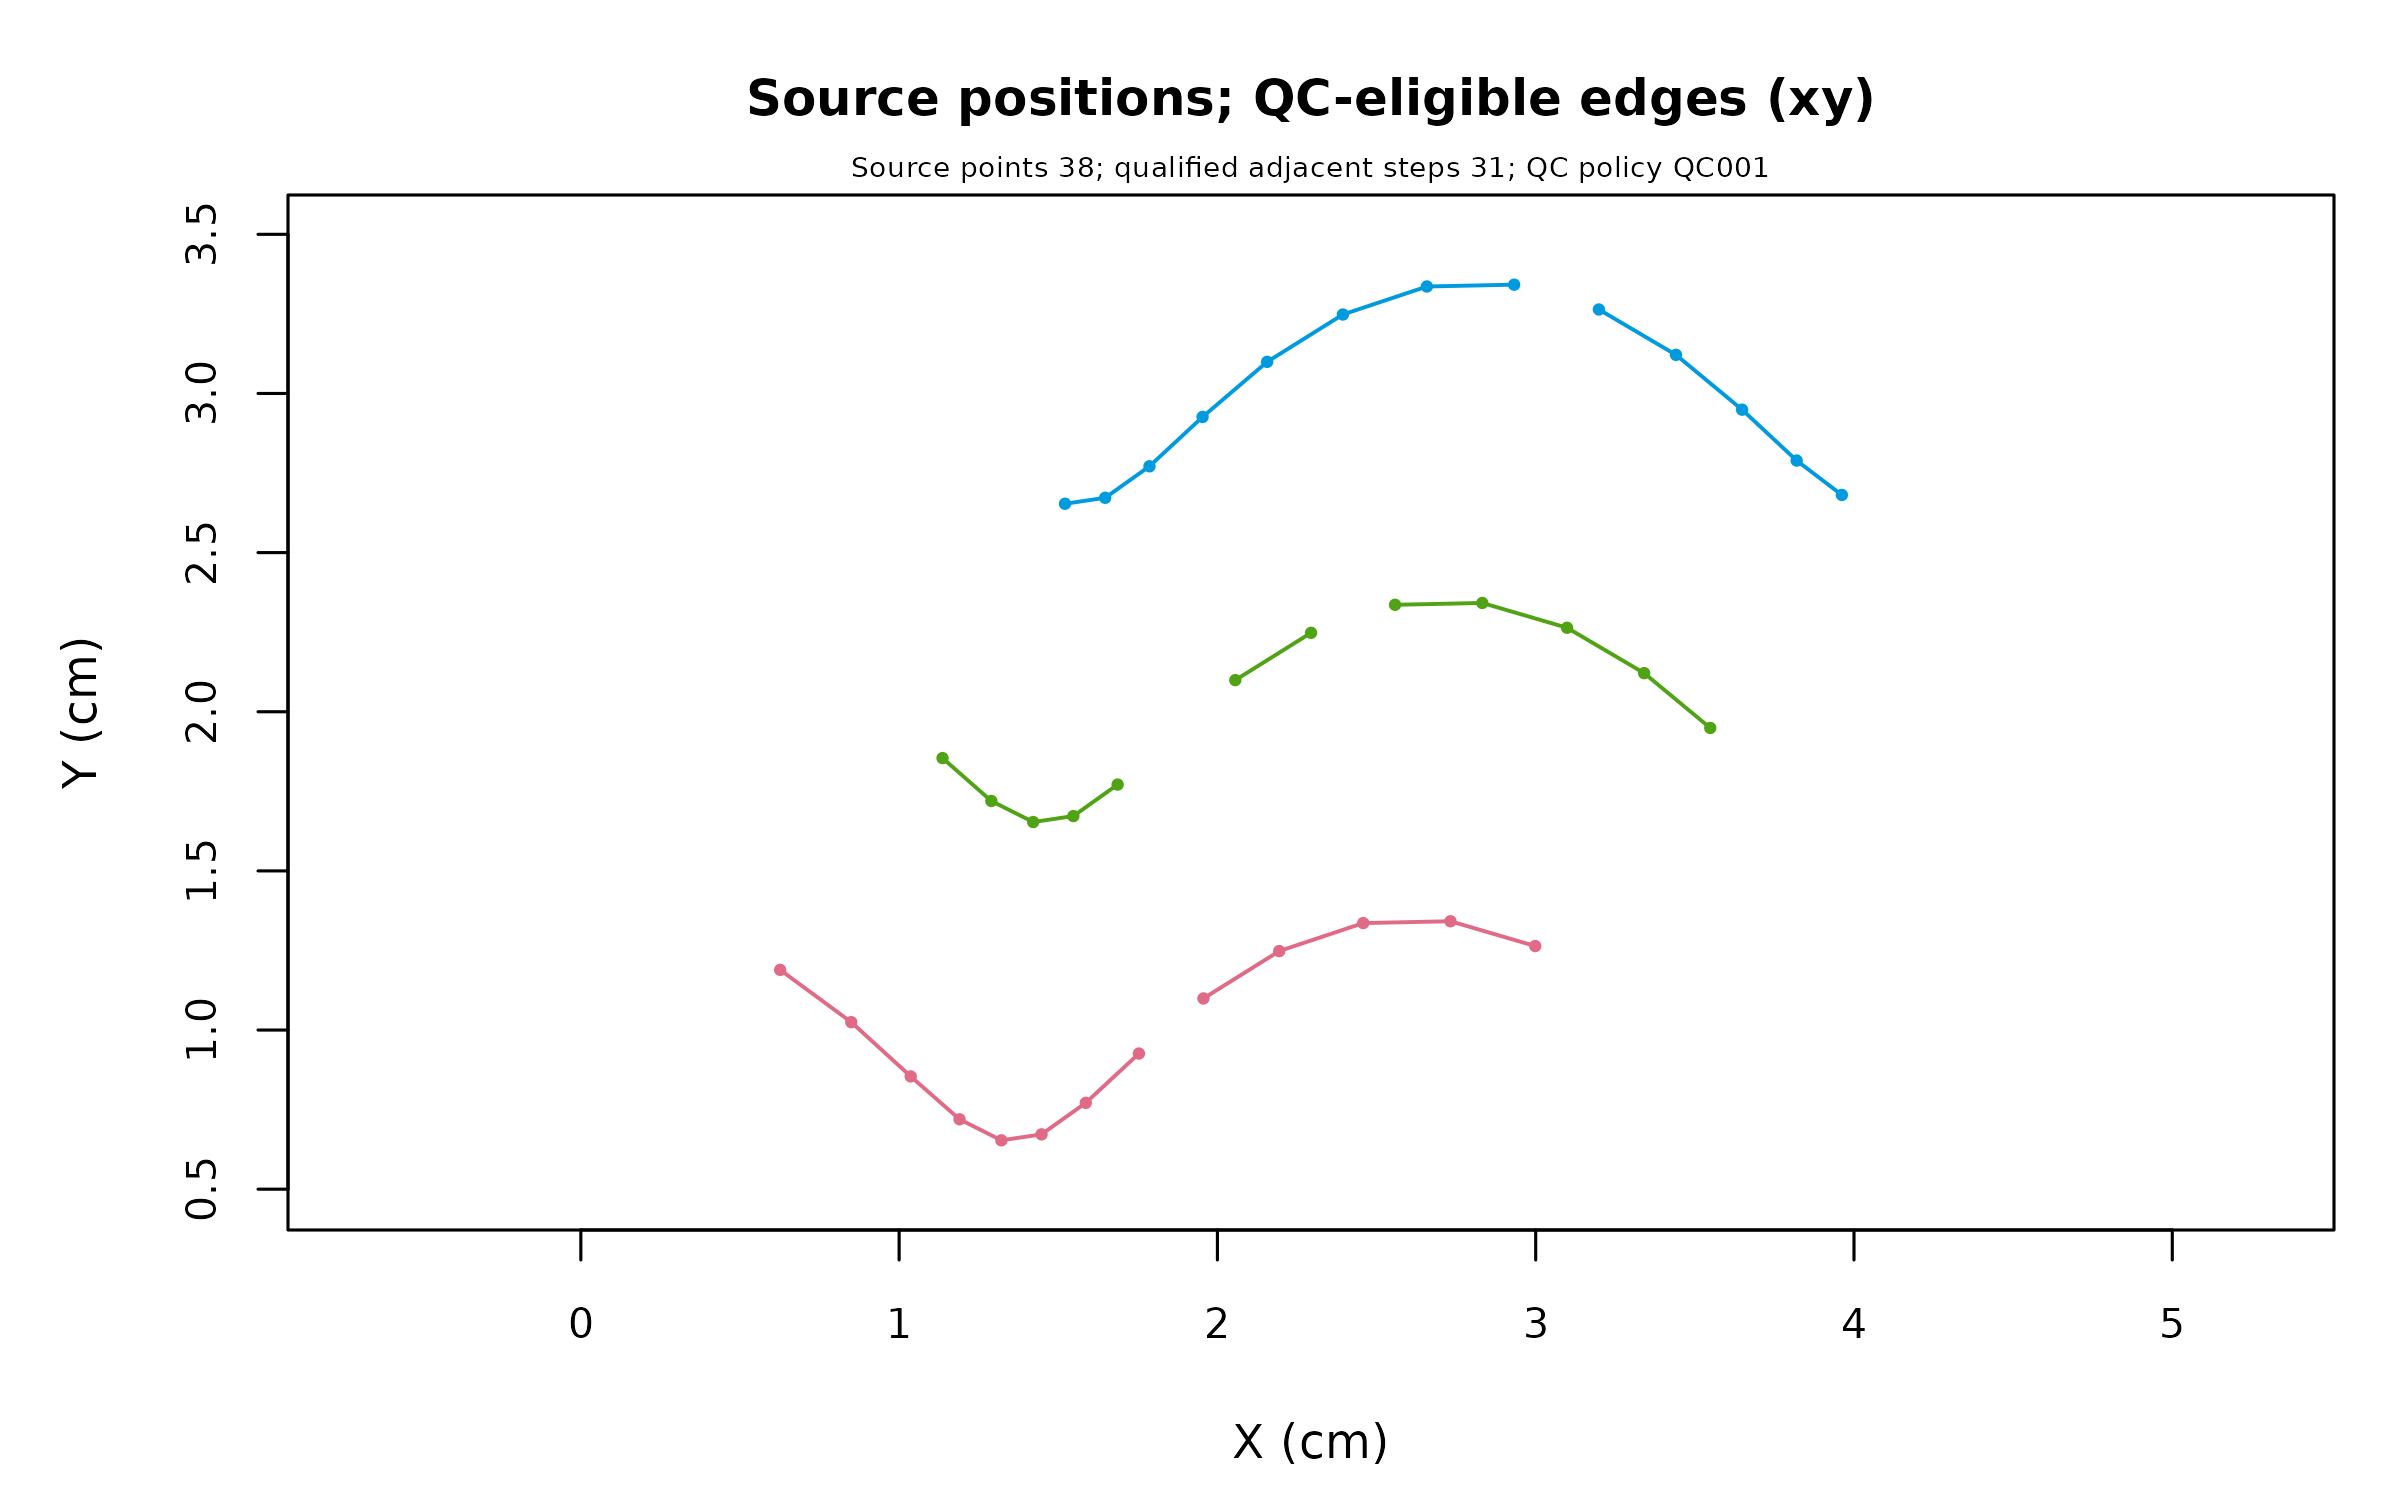 Source positions; QC-eligible edges (xy)
Source points 38; qualified adjacent steps 31; QC policy QC001
3.5
3.0
2.5
2.0
1.5
1.0
0.5
Y (cm)
0 1 2 3 4 5
X (cm)